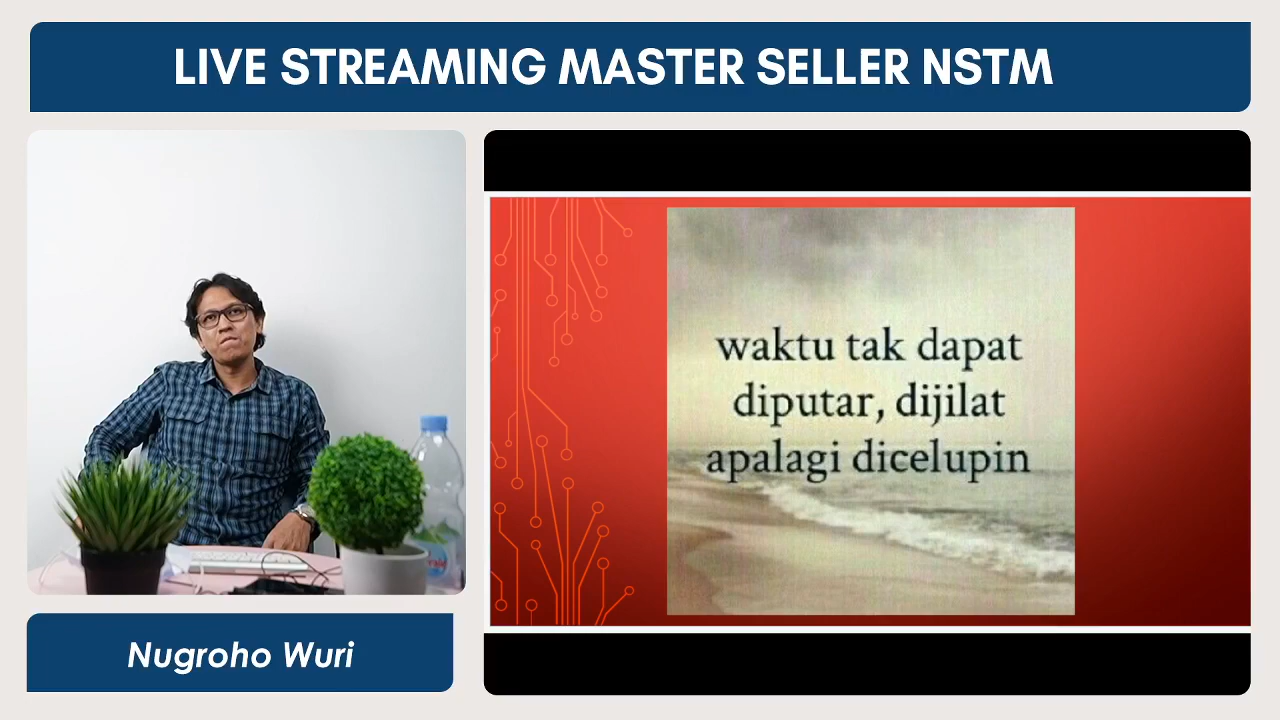 LIVE STREAMING MASTER SELLER NSTM
waktu tak dapat
diputar, dijilat
apalagi dicelupin
Nugroho Wuri